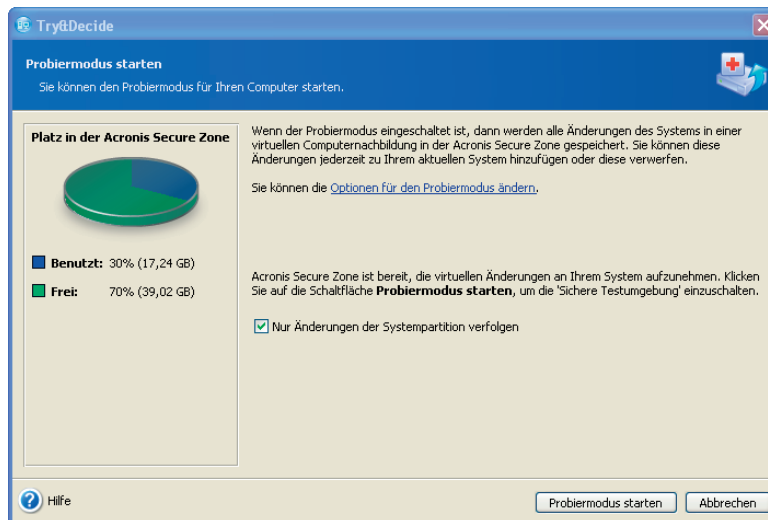 Try&Decide
Probiermodus starten
Sie können den Probiermodus für Ihren Computer starten.
Platz in der Acronis Secure Zone
Benutzt: 30% (17,24 GB)
Frei: 70% (39,02 GB)
Wenn der Probiermodus eingeschaltet ist, dann werden alle Änderungen des Systems in einer
virtuellen Computernachbildung in der Acronis Secure Zone gespeichert. Sie können diese
Änderungen jederzeit zu Ihrem aktuellen System hinzufügen oder diese verwerfen.
Sie können die Optionen für den Probiermodus ändern.
Acronis Secure Zone ist bereit, die virtuellen Änderungen an Ihrem System aufzunehmen. Klicken
Sie auf die Schaltfläche Probiermodus starten, um die 'Sichere Testumgebung' einzuschalten.
Nur Änderungen der Systempartition verfolgen
Hilfe
Probiermodus starten
Abbrechen